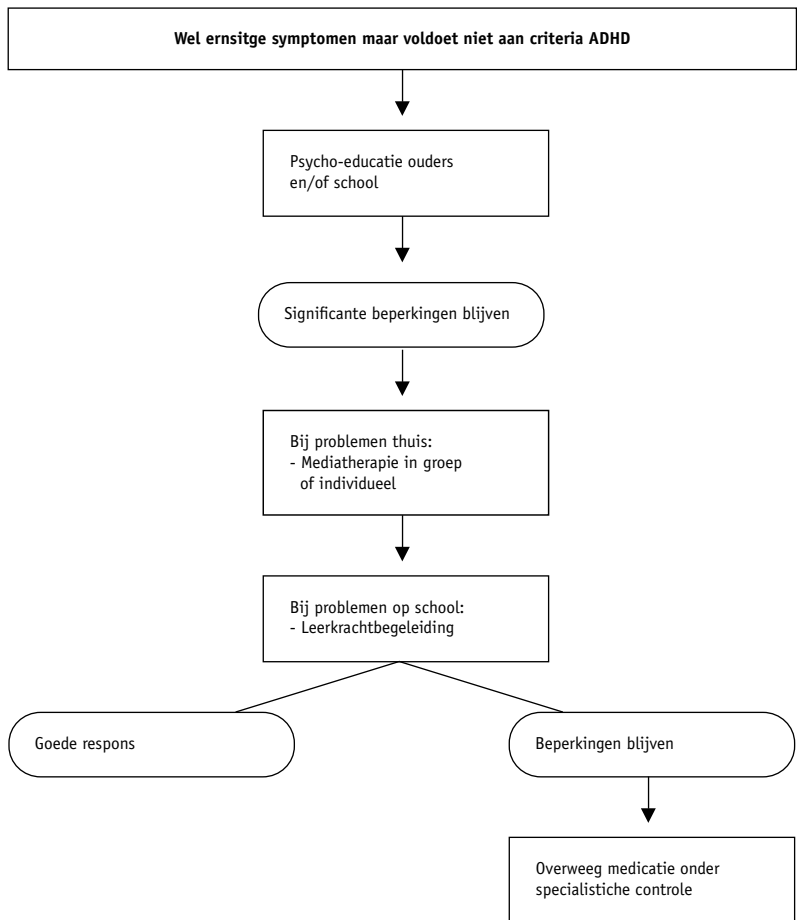 Wel ernsitge symptomen maar voldoet niet aan criteria ADHD
Psycho-educatie ouders
en/of school
Significante beperkingen blijven
Bij problemen thuis:
- Mediatherapie in groep
of individueel
Bij problemen op school:
- Leerkrachtbegeleiding
Goede respons
Beperkingen blijven
Overweeg medicatie onder
specialistiche controle